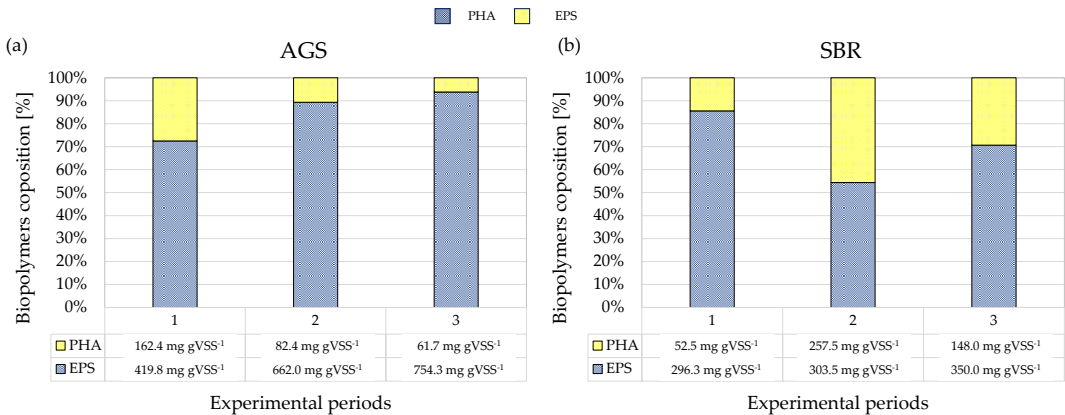 PHA EPS
(a) AGS
Biopolymers coposition [%]
100%
90%
80%
70%
60%
50%
40%
30%
20%
10%
0%
1 2 3
PHA 162.4 mg gVSS⁻¹ 82.4 mg gVSS⁻¹ 61.7 mg gVSS⁻¹
EPS 419.8 mg gVSS⁻¹ 662.0 mg gVSS⁻¹ 754.3 mg gVSS⁻¹
Experimental periods
(b) SBR
Biopolymers coposition [%]
100%
90%
80%
70%
60%
50%
40%
30%
20%
10%
0%
1 2 3
PHA 52.5 mg gVSS⁻¹ 257.5 mg gVSS⁻¹ 148.0 mg gVSS⁻¹
EPS 296.3 mg gVSS⁻¹ 303.5 mg gVSS⁻¹ 350.0 mg gVSS⁻¹
Experimental periods